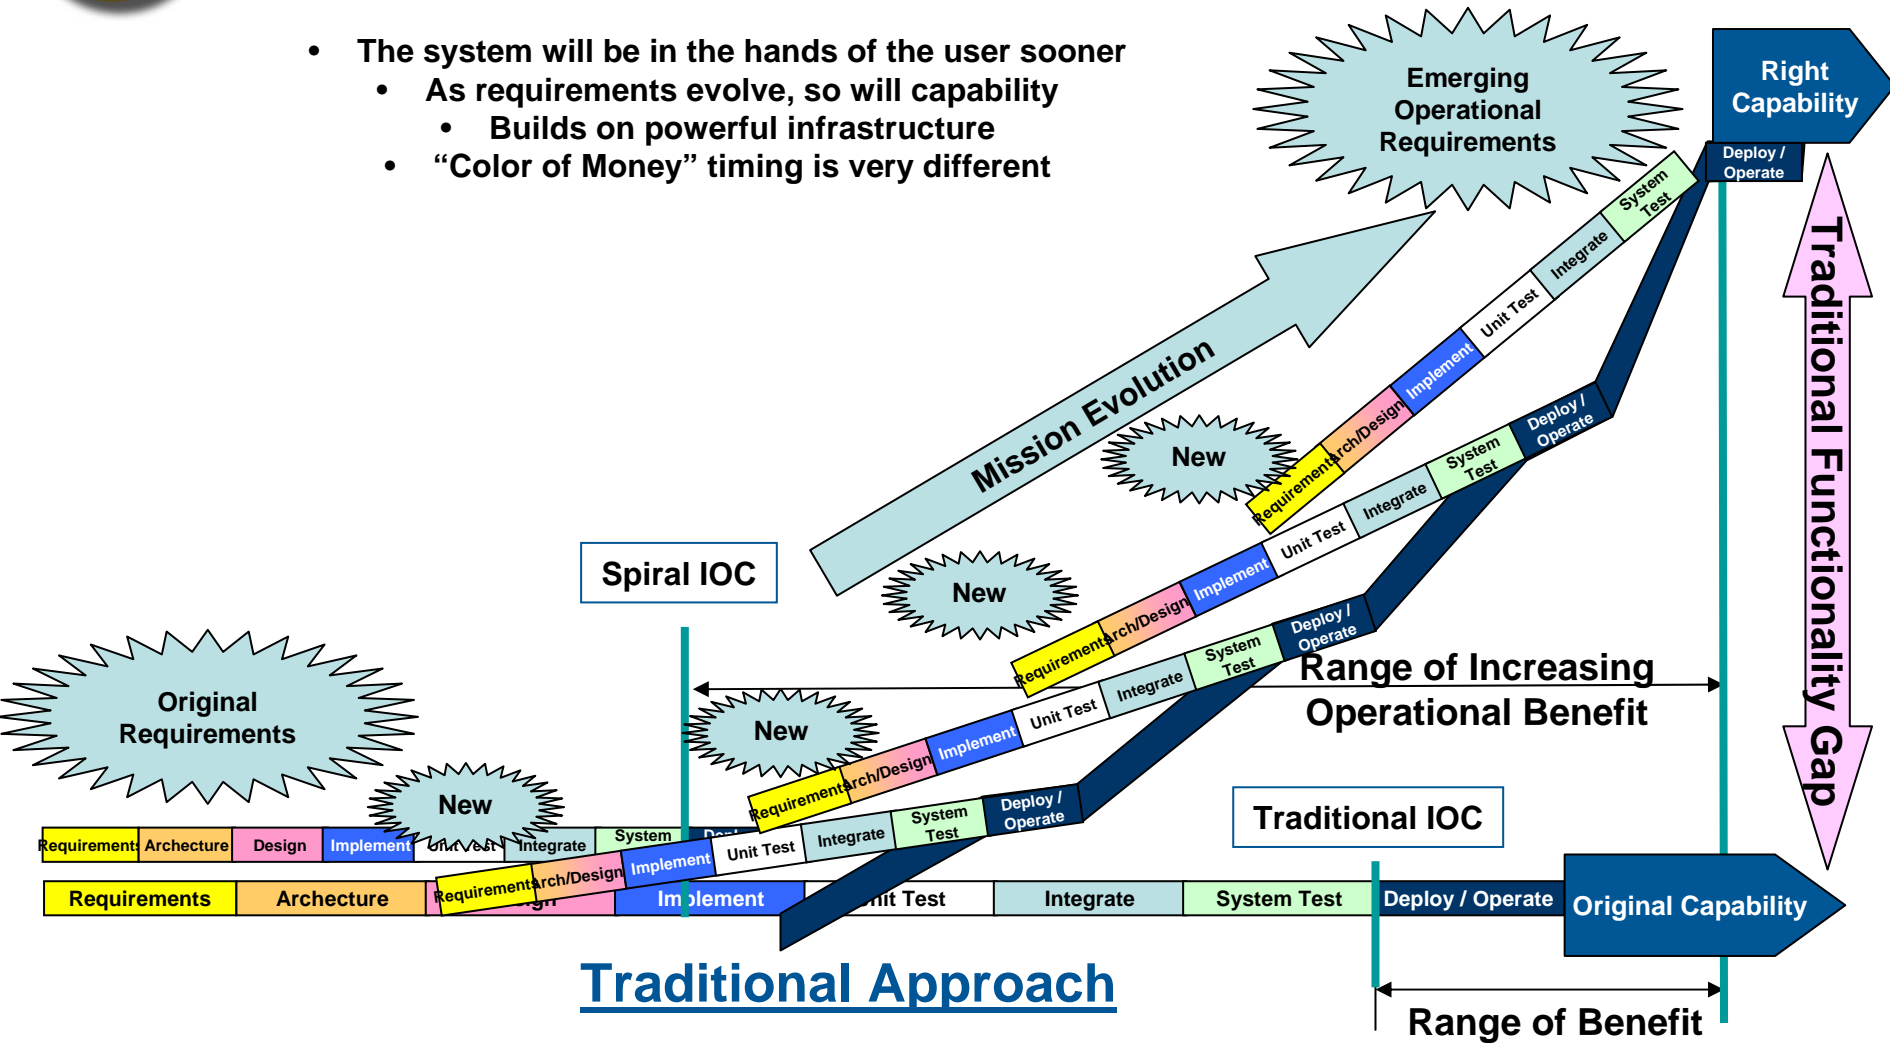 • The system will be in the hands of the user sooner
• As requirements evolve, so will capability
• Builds on powerful infrastructure
• “Color of Money” timing is very different
Emerging
Operational
Requirements
Right
Capability
Deploy /
Operate
Traditional Functionality Gap
Mission Evolution
New
Requirements
Arch/Design
Implement
Unit Test
Integrate
System
Test
Spiral IOC
New
Requirements
Arch/Design
Implement
Unit Test
Integrate
System
Test
Deploy /
Operate
Range of Increasing
Operational Benefit
Original
Requirements
New
Requirements
Arch/Design
Implement
Unit Test
Integrate
System
Test
Deploy /
Operate
New
Requirements
Arch/Design
Implement
Unit Test
Integrate
System
Test
Deploy /
Operate
Requirements
Archecture
Design
Implement
Unit Test
Integrate
System
Traditional IOC
Requirements
Archecture
Implement
Unit Test
Integrate
System Test
Deploy / Operate
Original Capability
Traditional Approach
Range of Benefit